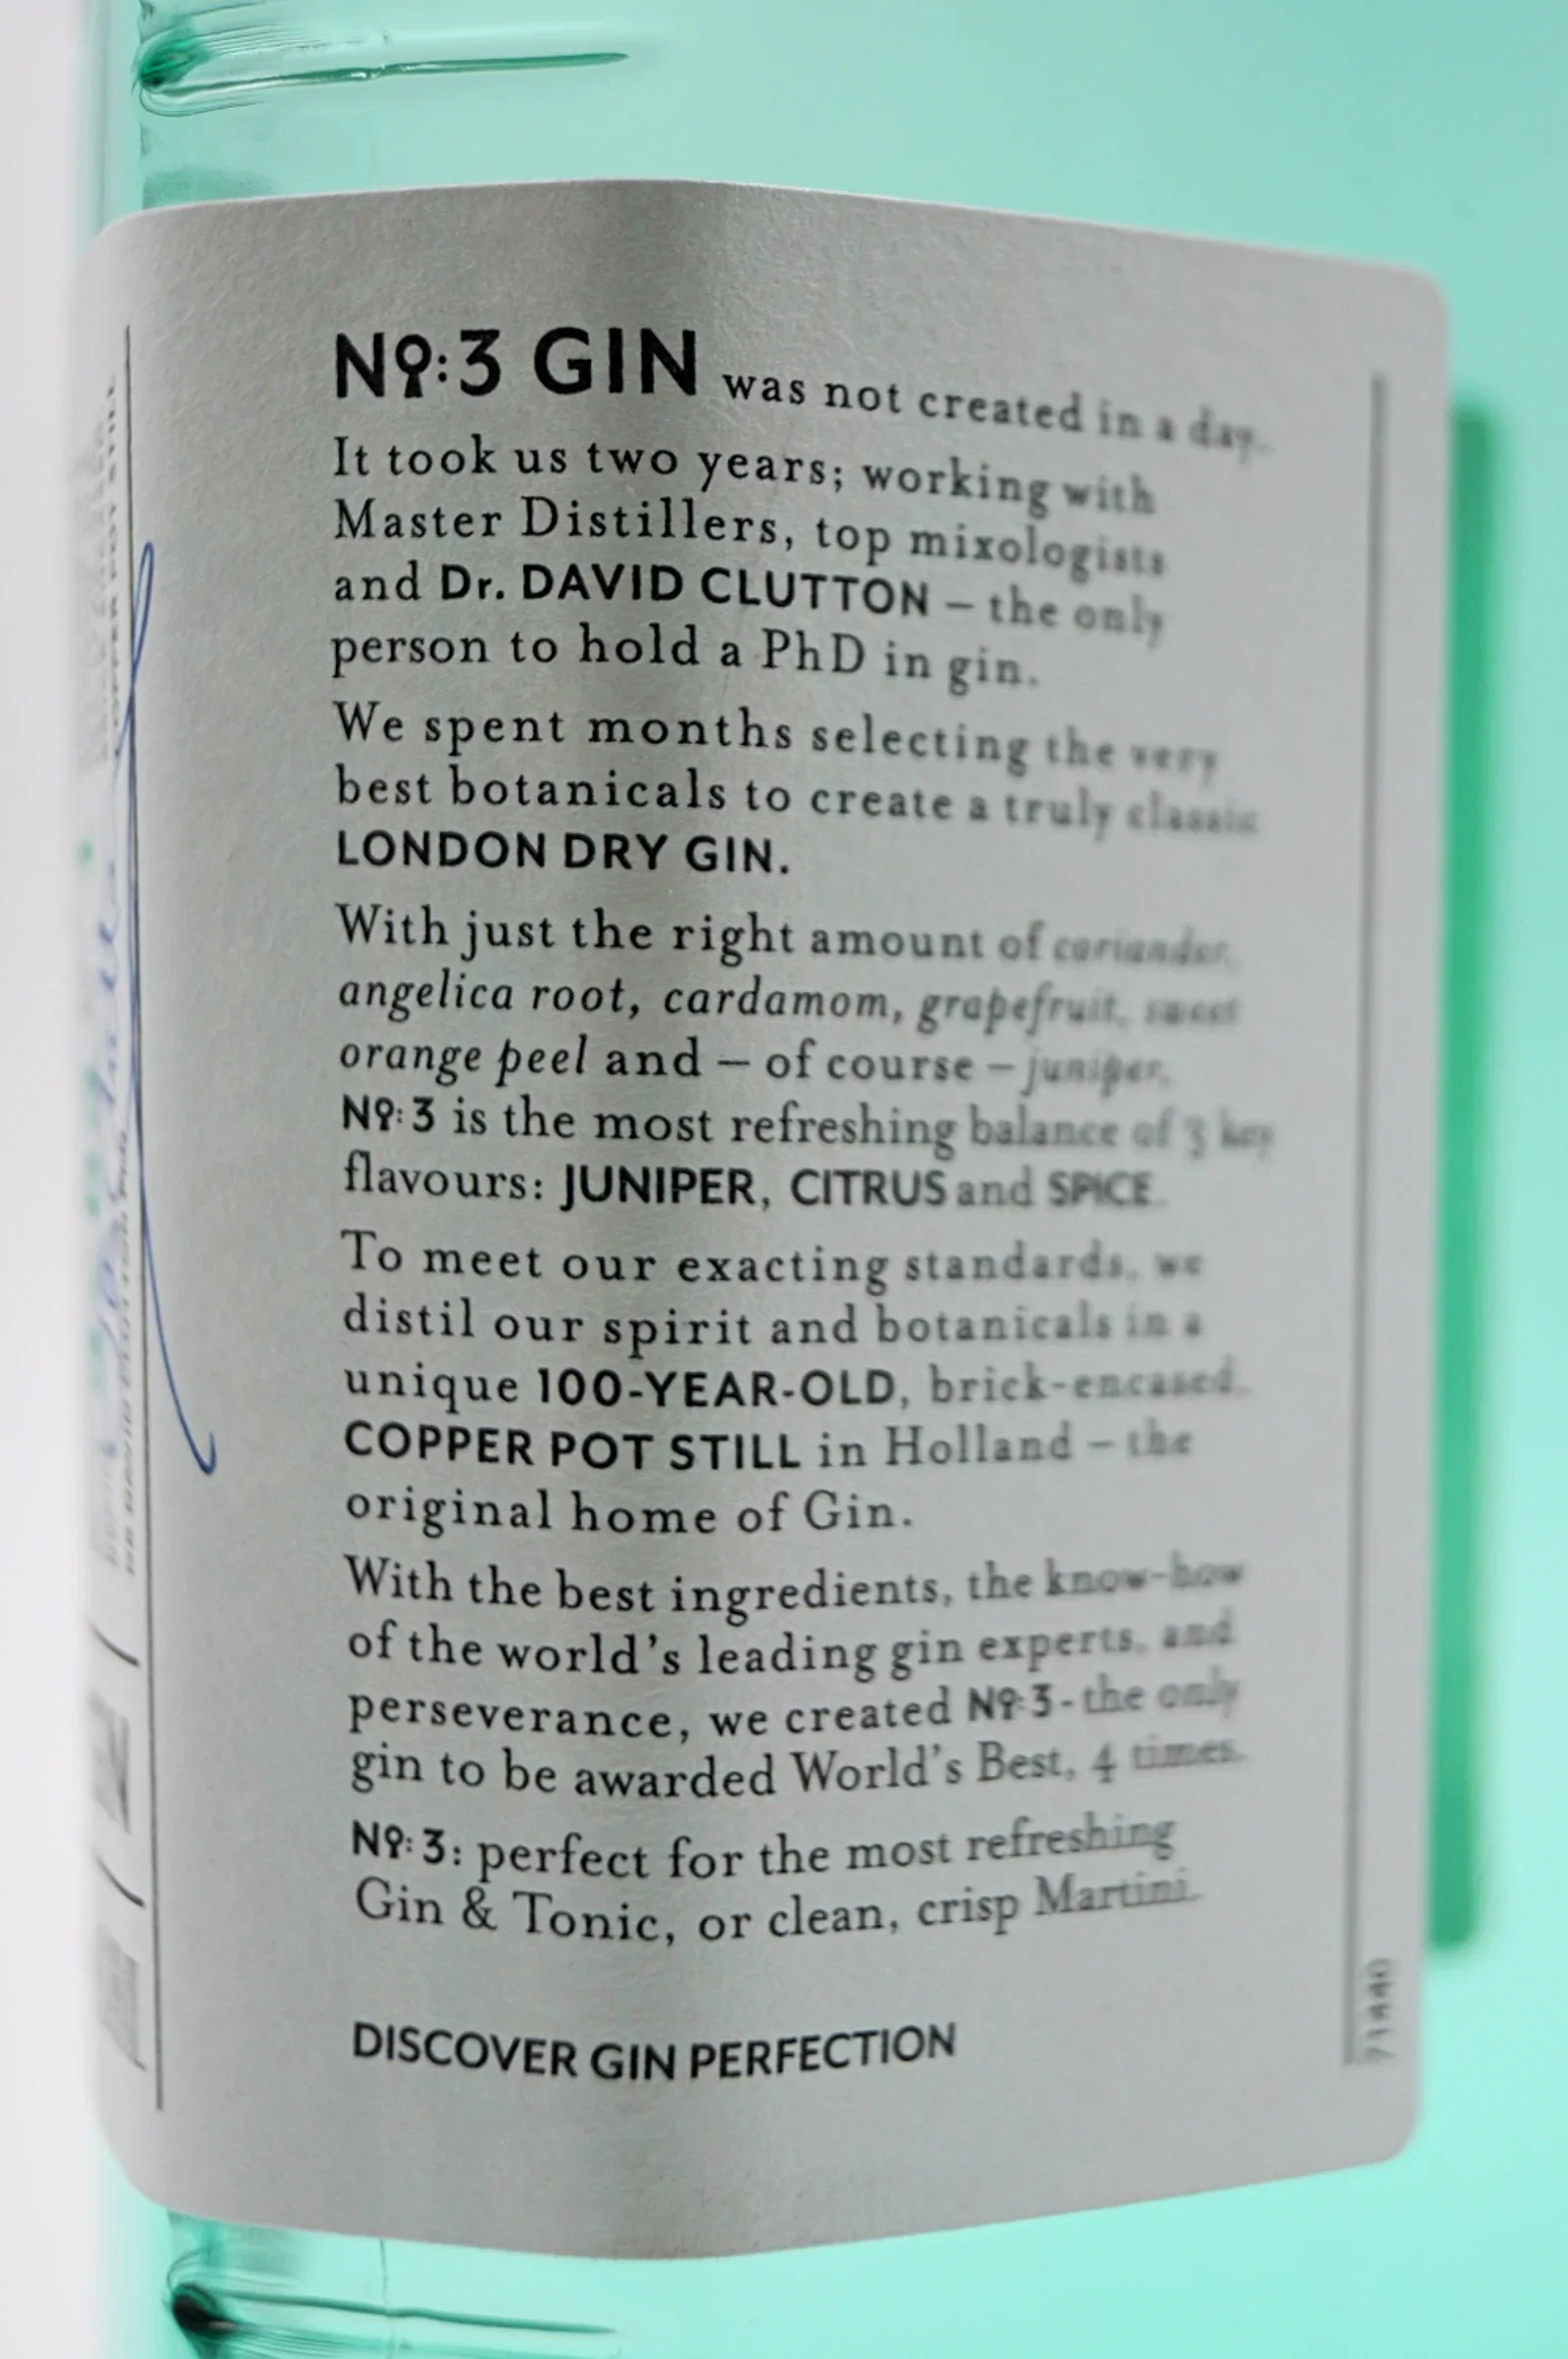 Nº:3 GIN was not created in a day.
It took us two years; working with
Master Distillers, top mixologists
and Dr. DAVID CLUTTON – the only
person to hold a PhD in gin.
We spent months selecting the very
best botanicals to create a truly classic
LONDON DRY GIN.
With just the right amount of coriander,
angelica root, cardamom, grapefruit, sweet
orange peel and – of course – juniper,
Nº:3 is the most refreshing balance of 3 key
flavours: JUNIPER, CITRUS and SPICE.
To meet our exacting standards, we
distil our spirit and botanicals in a
unique 100-YEAR-OLD, brick-encased,
COPPER POT STILL in Holland – the
original home of Gin.
With the best ingredients, the know-how
of the world's leading gin experts, and
perseverance, we created Nº:3 - the only
gin to be awarded World's Best, 4 times.
Nº:3: perfect for the most refreshing
Gin & Tonic, or clean, crisp Martini.
DISCOVER GIN PERFECTION